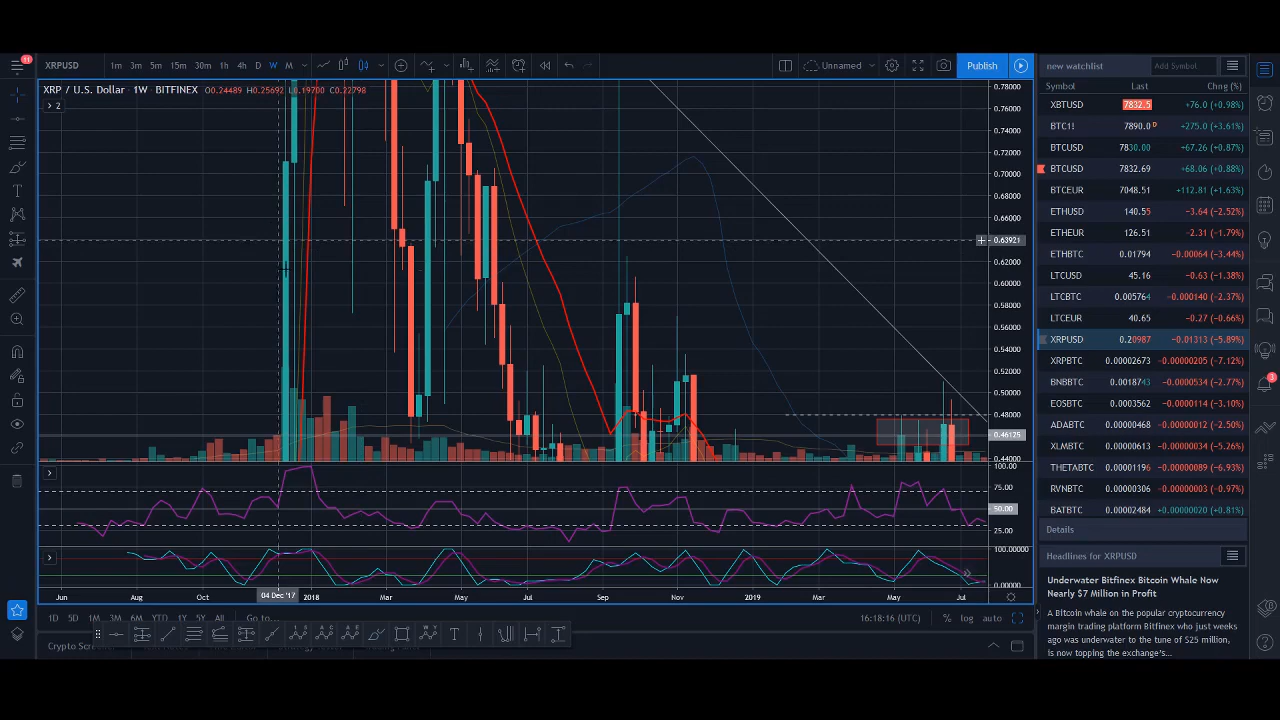 11
XRPUSD
1m 3m 5m 15m 30m 1h 4h D W M
Unnamed
Publish
XRP / U.S. Dollar · 1W · BITFINEX O0.24489 H0.25692 L0.19700 C0.22798
2
0.78000
0.76000
0.74000
0.72000
0.70000
0.68000
0.66000
0.63921
0.62000
0.60000
0.58000
0.56000
0.54000
0.52000
0.50000
0.48000
0.46125
0.44000
100.00
75.00
50.00
25.00
100.00000
0.00000
Jun Aug Oct 04 Dec '17 2018 Mar May Jul Sep Nov 2019 Mar May Jul
1D 5D 1M 3M 6M YTD 1Y 5Y All Go to...
16:18:16 (UTC) % log auto
Crypto Scre
new watchlist Add Symbol
Symbol Last Chng (%)
XBTUSD 7832.5 +76.0 (+0.98%)
BTC1! 7890.0 D +275.0 (+3.61%)
BTCUSD 7830.00 +67.26 (+0.87%)
BTCUSD 7832.69 +68.06 (+0.88%)
BTCEUR 7048.51 +112.81 (+1.63%)
ETHUSD 140.55 −3.64 (−2.52%)
ETHEUR 126.51 −2.31 (−1.79%)
ETHBTC 0.01794 −0.00064 (−3.44%)
LTCUSD 45.16 −0.63 (−1.38%)
LTCBTC 0.005764 −0.000140 (−2.37%)
LTCEUR 40.65 −0.27 (−0.66%)
XRPUSD 0.20987 −0.01313 (−5.89%)
XRPBTC 0.00002673 −0.00000205 (−7.12%)
BNBBTC 0.0018743 −0.0000534 (−2.77%)
EOSBTC 0.0003562 −0.0000114 (−3.10%)
ADABTC 0.00000468 −0.00000012 (−2.50%)
XLMBTC 0.00000612 −0.00000034 (−5.26%)
THETABTC 0.00001196 −0.00000089 (−6.93%)
RVNBTC 0.00000306 −0.00000003 (−0.97%)
BATBTC 0.00002484 +0.00000020 (+0.81%)
Details
Headlines for XRPUSD
Underwater Bitfinex Bitcoin Whale Now
Nearly $7 Million in Profit
A Bitcoin whale on the popular cryptocurrency
margin trading platform Bitfinex who just weeks
ago was underwater to the tune of $25 million,
is now topping the exchange's...
3